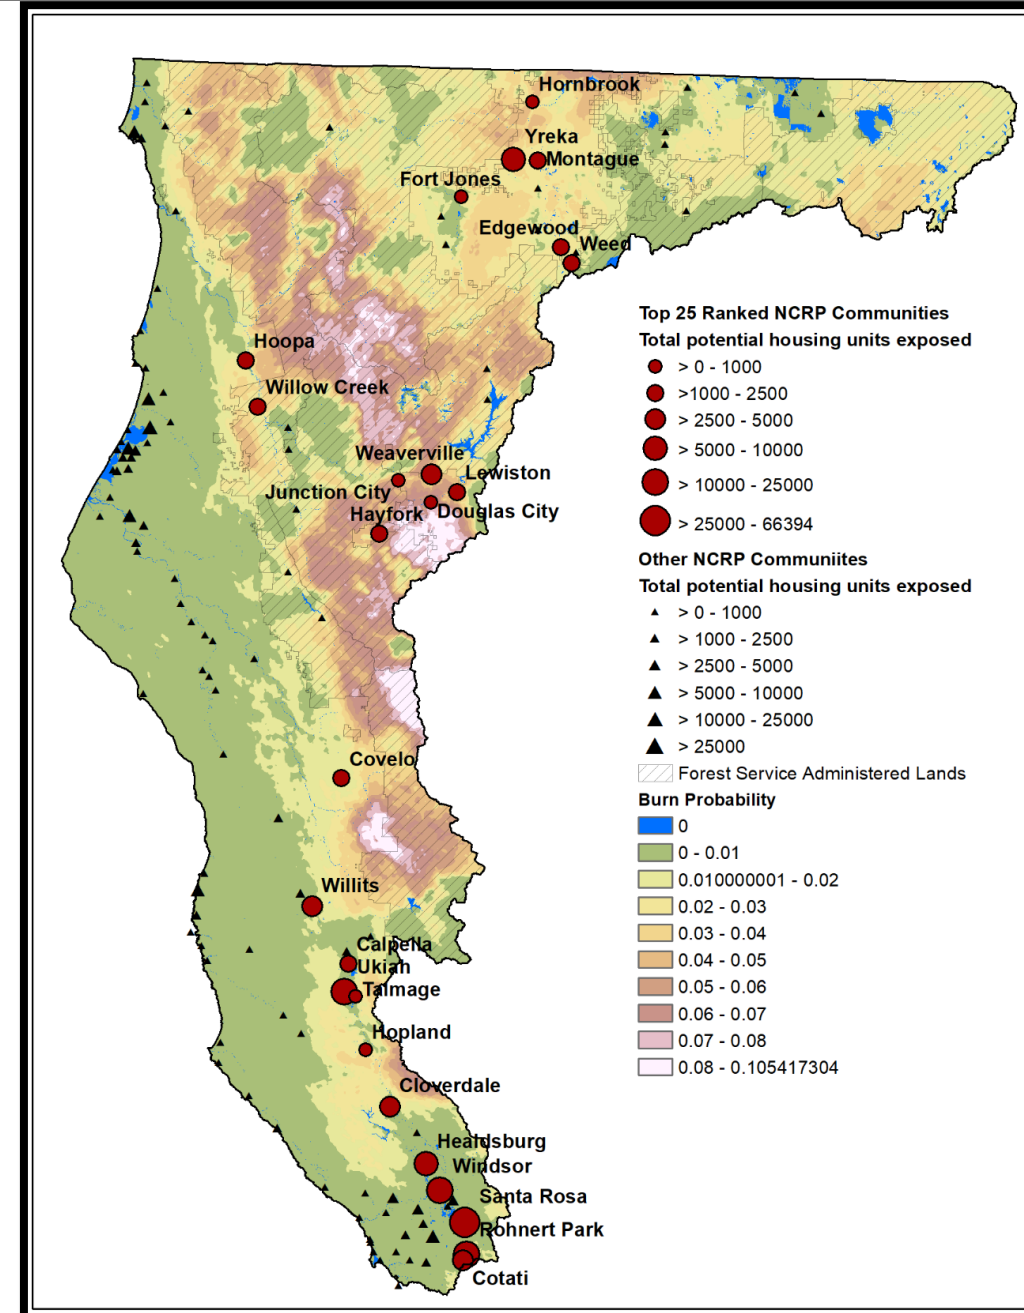 Hornbrook
Yreka
Montague
Fort Jones
Edgewood
Weed
Top 25 Ranked NCRP Communities
Total potential housing units exposed
> 0 - 1000
>1000 - 2500
> 2500 - 5000
> 5000 - 10000
> 10000 - 25000
> 25000 - 66394
Other NCRP Communiites
Total potential housing units exposed
> 0 - 1000
> 1000 - 2500
> 2500 - 5000
> 5000 - 10000
> 10000 - 25000
> 25000
Forest Service Administered Lands
Burn Probability
0
0 - 0.01
0.010000001 - 0.02
0.02 - 0.03
0.03 - 0.04
0.04 - 0.05
0.05 - 0.06
0.06 - 0.07
0.07 - 0.08
0.08 - 0.105417304
Hoopa
Willow Creek
Weaverville
Lewiston
Junction City
Hayfork
Douglas City
Covelo
Willits
Calpella
Ukiah
Talmage
Hopland
Cloverdale
Healdsburg
Windsor
Santa Rosa
Rohnert Park
Cotati